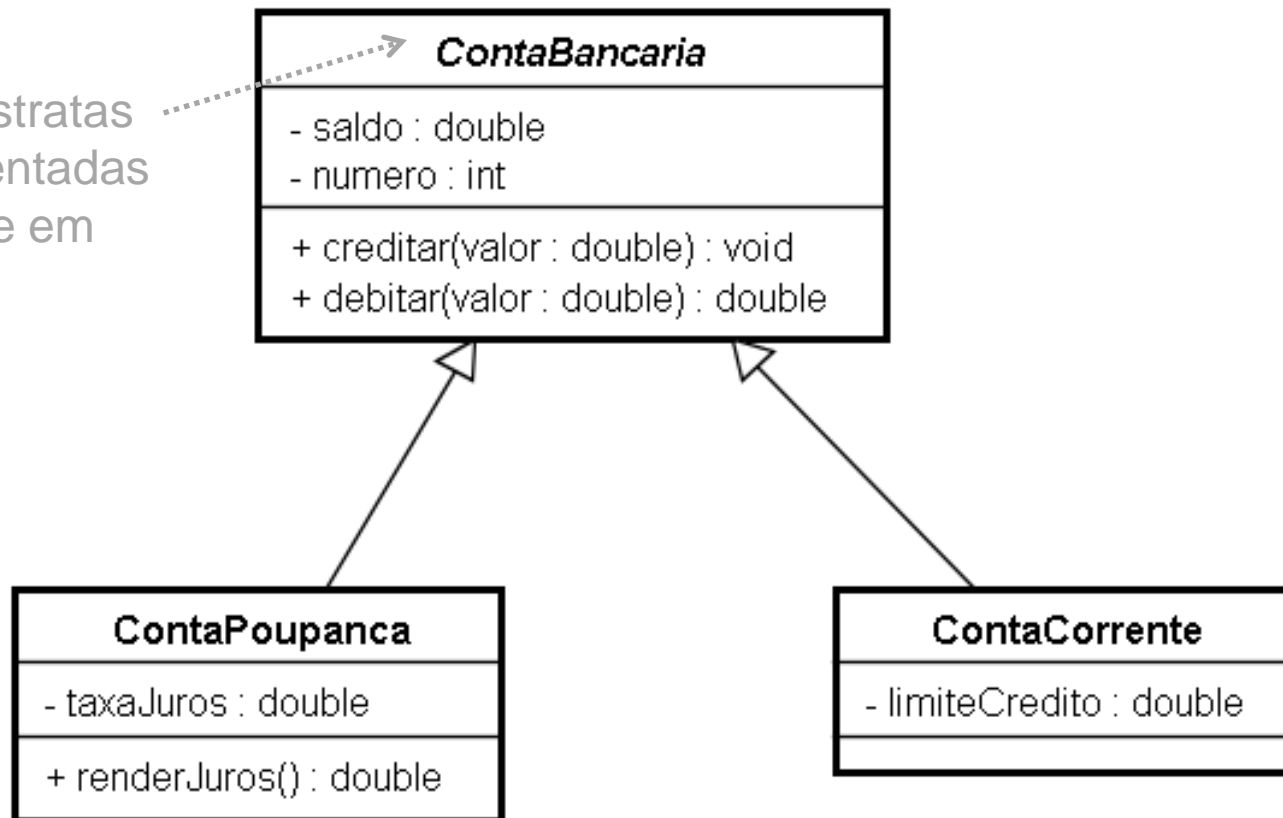 ContaBancaria
stratas
entadas
e em
- saldo : double
- numero : int
+ creditar(valor : double) : void
+ debitar(valor : double) : double
ContaPoupanca
- taxaJuros : double
+ renderJuros() : double
ContaCorrente
- limiteCredito : double